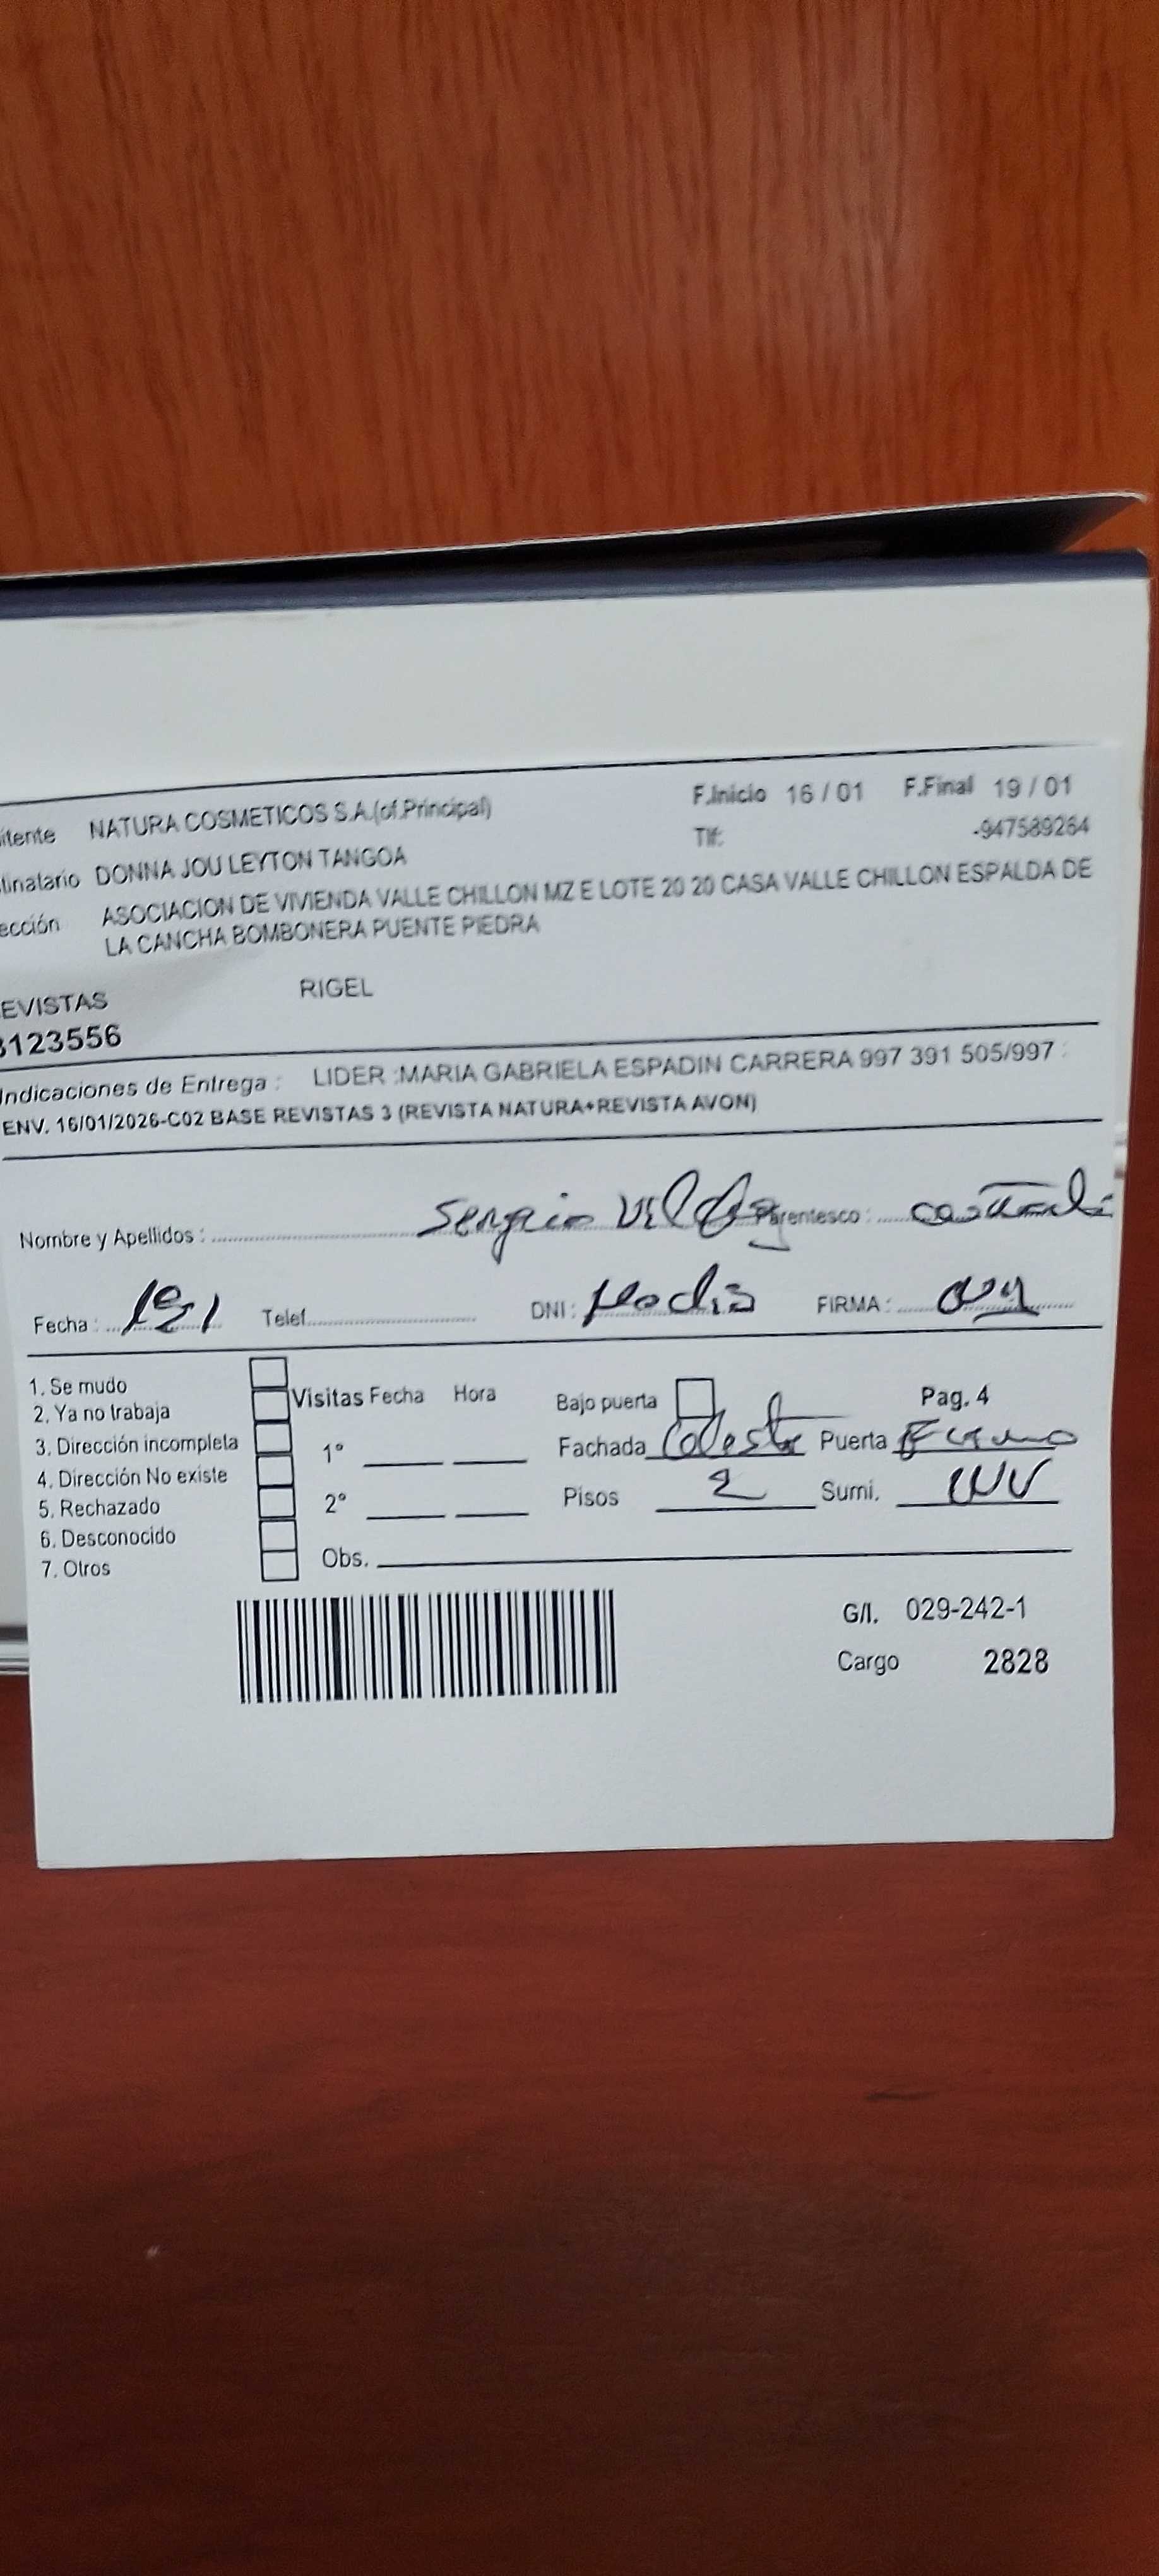 itente NATURA COSMETICOS S.A.(of.Principal) F.Inicio 16 / 01 F.Final 19 / 01
tinatario DONNA JOU LEYTON TANGOA Tlf: -947589264
ección ASOCIACION DE VIVIENDA VALLE CHILLON MZ E LOTE 20 20 CASA VALLE CHILLON ESPALDA DE
LA CANCHA BOMBONERA PUENTE PIEDRA
EVISTAS RIGEL
3123556
Indicaciones de Entrega : LIDER :MARIA GABRIELA ESPADIN CARRERA 997 391 505/997
ENV. 16/01/2026-C02 BASE REVISTAS 3 (REVISTA NATURA+REVISTA AVON)
Nombre y Apellidos : Sergio Parentesco :
Fecha : Telef. DNI : FIRMA :
1. Se mudo
2. Ya no trabaja
3. Dirección incompleta
4. Dirección No existe
5. Rechazado
6. Desconocido
7. Otros
Visitas Fecha Hora
1°
2°
Bajo puerta Pag. 4
Fachada Celeste Puerta
Pisos 2 Sumi.
Obs.
G/I. 029-242-1
Cargo 2828